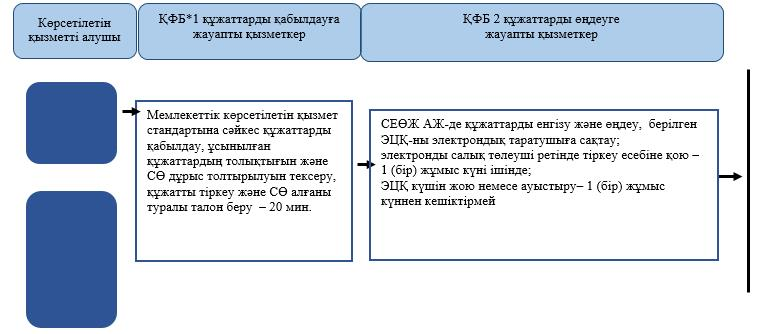 Көрсетілетін
қызметті алушы
ҚФБ*1 құжаттарды қабылдауға
жауапты қызметкер
ҚФБ 2 құжаттарды өңдеуге
жауапты қызметкер
Мемлекеттік көрсетілетін қызмет
стандартына сәйкес құжаттарды
қабылдау, ұсынылған
құжаттардың толықтығын және
СӨ дұрыс толтырылуын тексеру,
құжатты тіркеу және СӨ алғаны
туралы талон беру – 20 мин.
СЕӨЖ АЖ-де құжаттарды енгізу және өңдеу, берілген
ЭЦҚ-ны электрондық таратушыға сақтау;
электронды салық төлеуші ретінде тіркеу есебіне қою –
1 (бір) жұмыс күні ішінде;
ЭЦҚ күшін жою немесе ауыстыру– 1 (бір) жұмыс
күннен кешіктірмей